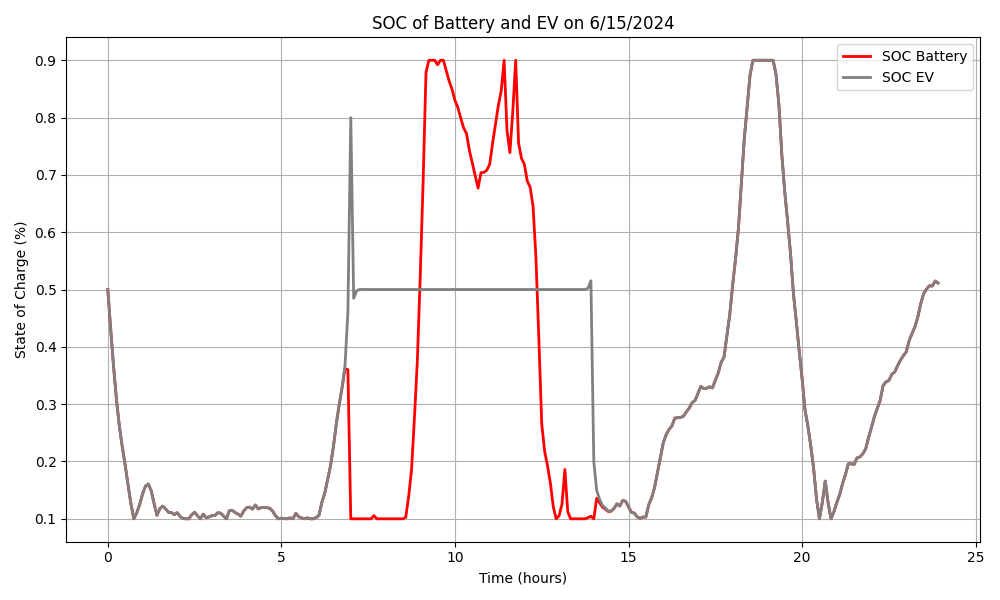 SOC of Battery and EV on 6/15/2024
SOC Battery
SOC EV
State of Charge (%)
0.9
0.8
0.7
0.6
0.5
0.4
0.3
0.2
0.1
0 5 10 15 20 25
Time (hours)